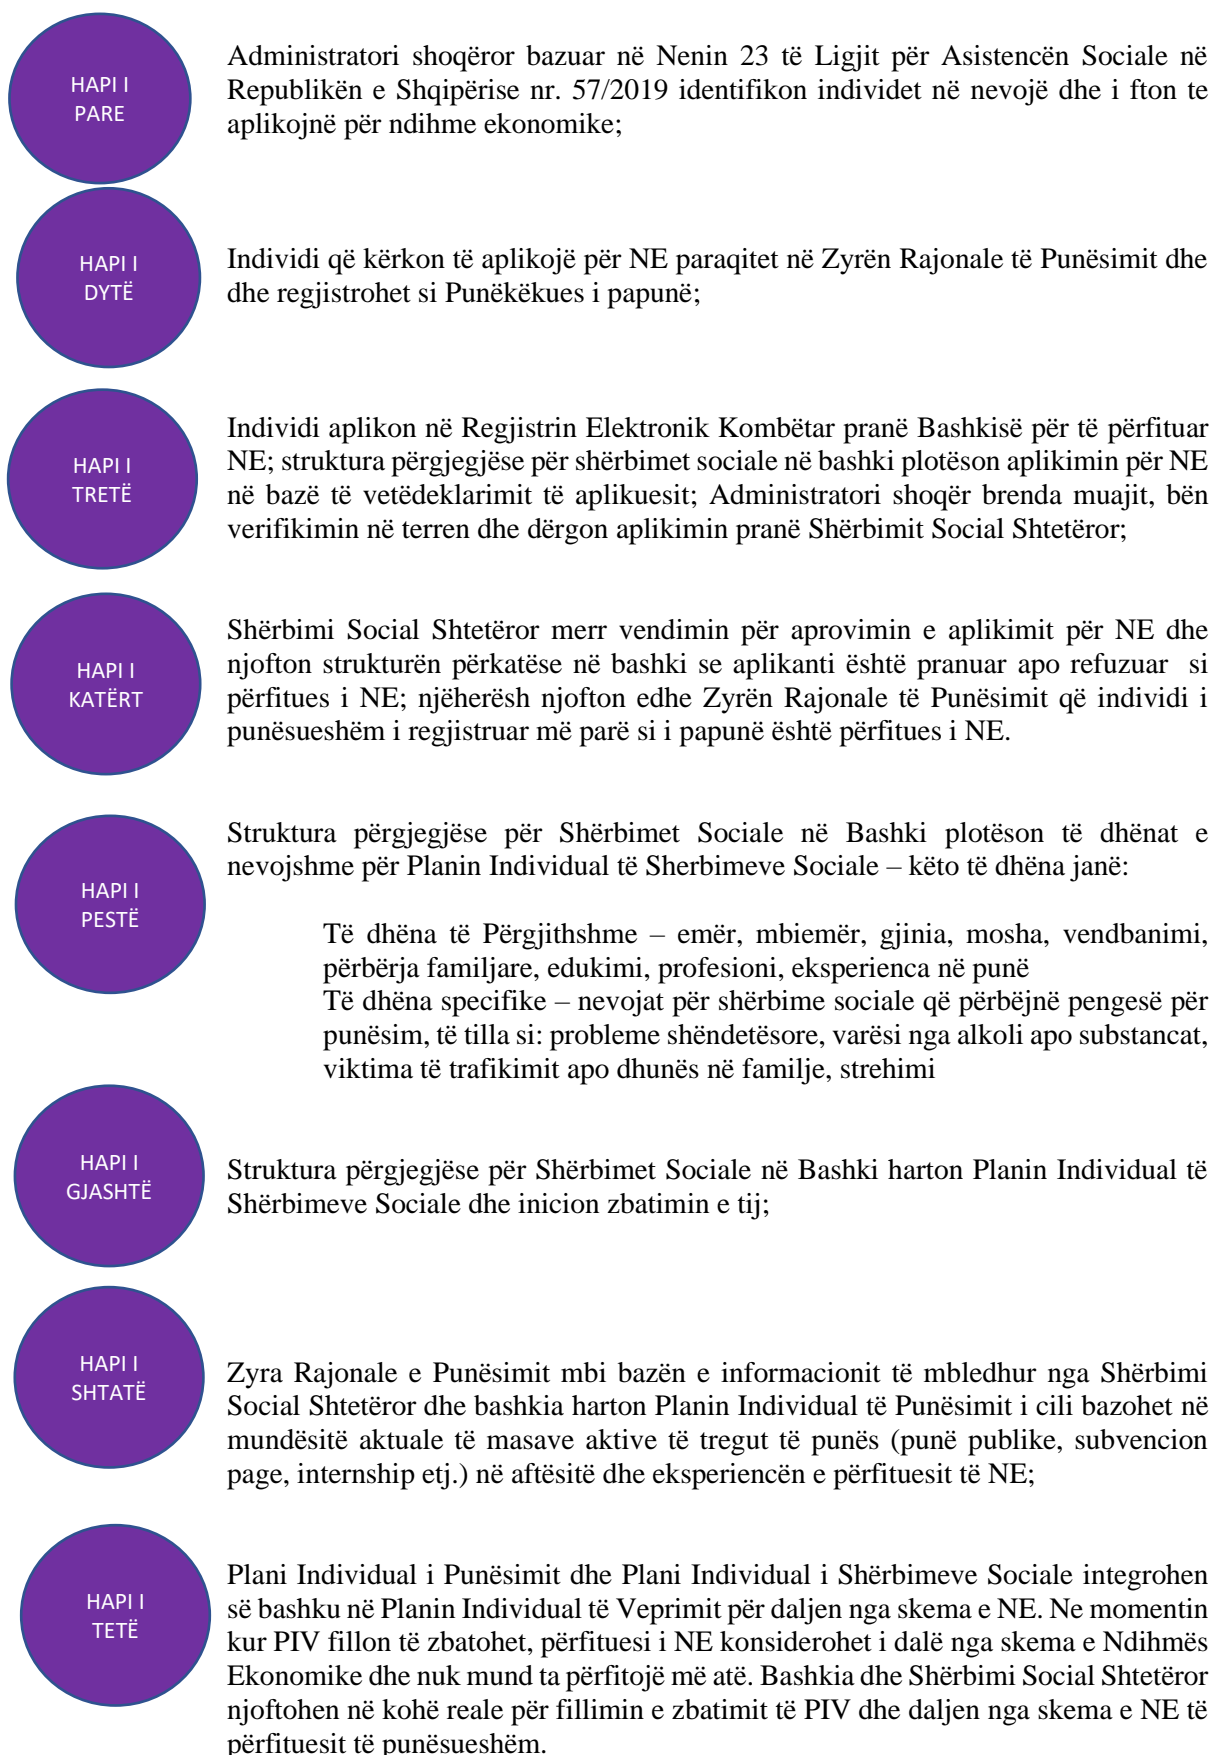 HAPI I
PARE
Administratori shoqëror bazuar në Nenin 23 të Ligjit për Asistencën Sociale në
Republikën e Shqipërise nr. 57/2019 identifikon individet në nevojë dhe i fton te
aplikojnë për ndihme ekonomike;
HAPI I
DYTË
Individi që kërkon të aplikojë për NE paraqitet në Zyrën Rajonale të Punësimit dhe
dhe regjistrohet si Punëkëkues i papunë;
HAPI I
TRETË
Individi aplikon në Regjistrin Elektronik Kombëtar pranë Bashkisë për të përfituar
NE; struktura përgjegjëse për shërbimet sociale në bashki plotëson aplikimin për NE
në bazë të vetëdeklarimit të aplikuesit; Administratori shoqër brenda muajit, bën
verifikimin në terren dhe dërgon aplikimin pranë Shërbimit Social Shtetëror;
HAPI I
KATËRT
Shërbimi Social Shtetëror merr vendimin për aprovimin e aplikimit për NE dhe
njofton strukturën përkatëse në bashki se aplikanti është pranuar apo refuzuar si
përfitues i NE; njëherësh njofton edhe Zyrën Rajonale të Punësimit që individi i
punësueshëm i regjistruar më parë si i papunë është përfitues i NE.
HAPI I
PESTË
Struktura përgjegjëse për Shërbimet Sociale në Bashki plotëson të dhënat e
nevojshme për Planin Individual të Sherbimeve Sociale – këto të dhëna janë:
Të dhëna të Përgjithshme – emër, mbiemër, gjinia, mosha, vendbanimi,
përbërja familjare, edukimi, profesioni, eksperienca në punë
Të dhëna specifike – nevojat për shërbime sociale që përbëjnë pengesë për
punësim, të tilla si: probleme shëndetësore, varësi nga alkoli apo substancat,
viktima të trafikimit apo dhunës në familje, strehimi
HAPI I
GJASHTË
Struktura përgjegjëse për Shërbimet Sociale në Bashki harton Planin Individual të
Shërbimeve Sociale dhe inicion zbatimin e tij;
HAPI I
SHTATË
Zyra Rajonale e Punësimit mbi bazën e informacionit të mbledhur nga Shërbimi
Social Shtetëror dhe bashkia harton Planin Individual të Punësimit i cili bazohet në
mundësitë aktuale të masave aktive të tregut të punës (punë publike, subvencion
page, internship etj.) në aftësitë dhe eksperiencën e përfituesit të NE;
HAPI I
TETË
Plani Individual i Punësimit dhe Plani Individual i Shërbimeve Sociale integrohen
së bashku në Planin Individual të Veprimit për daljen nga skema e NE. Ne momentin
kur PIV fillon të zbatohet, përfituesi i NE konsiderohet i dalë nga skema e Ndihmës
Ekonomike dhe nuk mund ta përfitojë më atë. Bashkia dhe Shërbimi Social Shtetëror
njoftohen në kohë reale për fillimin e zbatimit të PIV dhe daljen nga skema e NE të
përfituesit të punësueshëm.